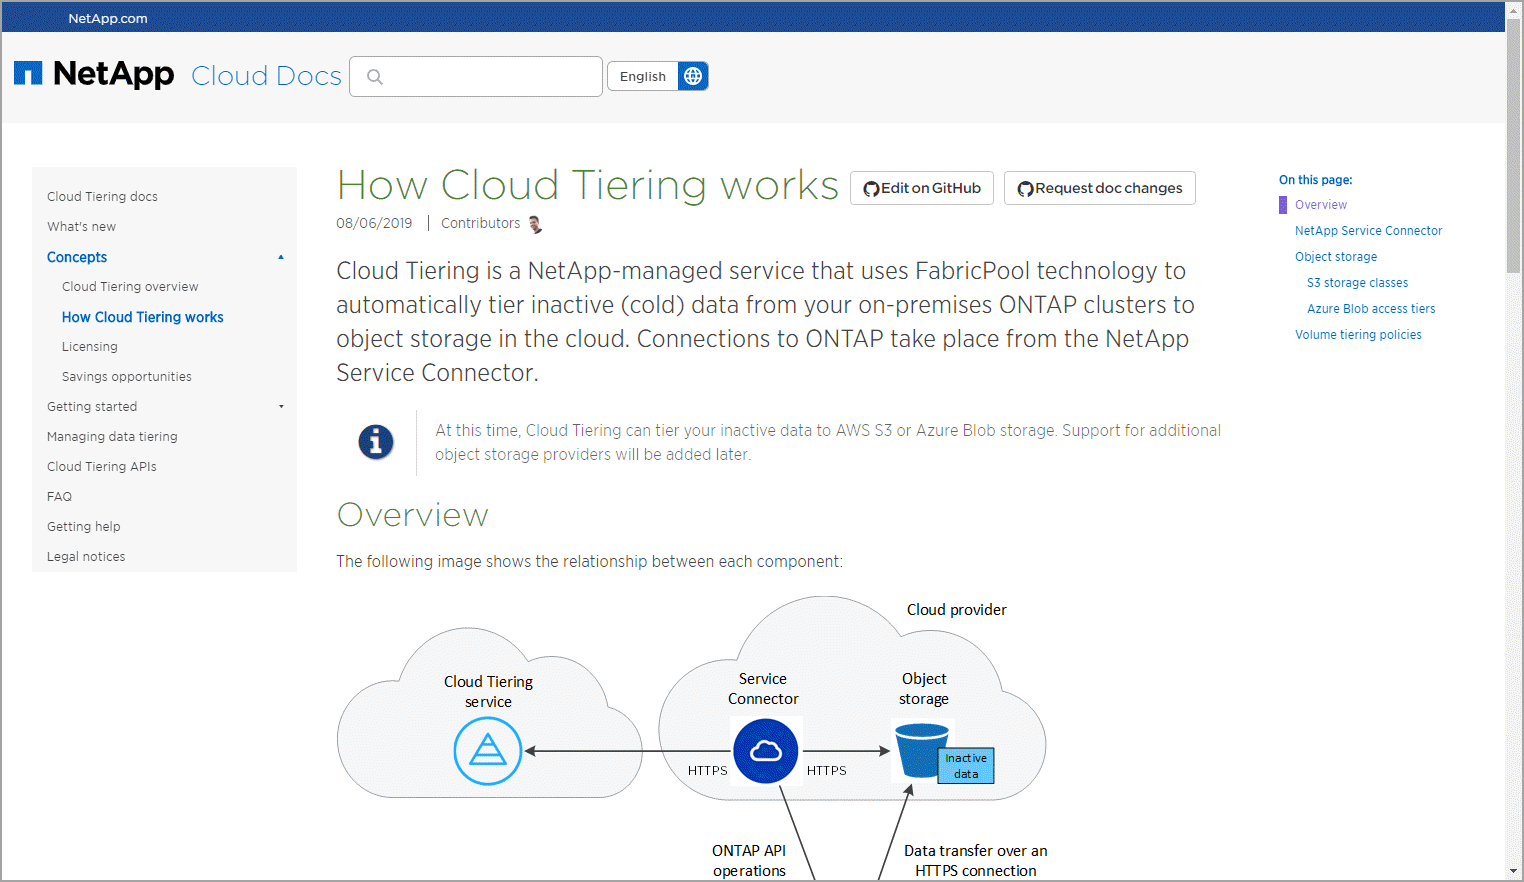 NetApp.com
NetApp Cloud Docs
English
Cloud Tiering docs
What's new
Concepts
Cloud Tiering overview
How Cloud Tiering works
Licensing
Savings opportunities
Getting started
Managing data tiering
Cloud Tiering APIs
FAQ
Getting help
Legal notices
How Cloud Tiering works
Edit on GitHub
Request doc changes
08/06/2019 | Contributors
Cloud Tiering is a NetApp-managed service that uses FabricPool technology to
automatically tier inactive (cold) data from your on-premises ONTAP clusters to
object storage in the cloud. Connections to ONTAP take place from the NetApp
Service Connector.
At this time, Cloud Tiering can tier your inactive data to AWS S3 or Azure Blob storage. Support for additional
object storage providers will be added later.
Overview
The following image shows the relationship between each component:
Cloud provider
Cloud Tiering
service
Service
Connector
Object
storage
HTTPS
HTTPS
Inactive
data
ONTAP API
operations
Data transfer over an
HTTPS connection
On this page:
Overview
NetApp Service Connector
Object storage
S3 storage classes
Azure Blob access tiers
Volume tiering policies